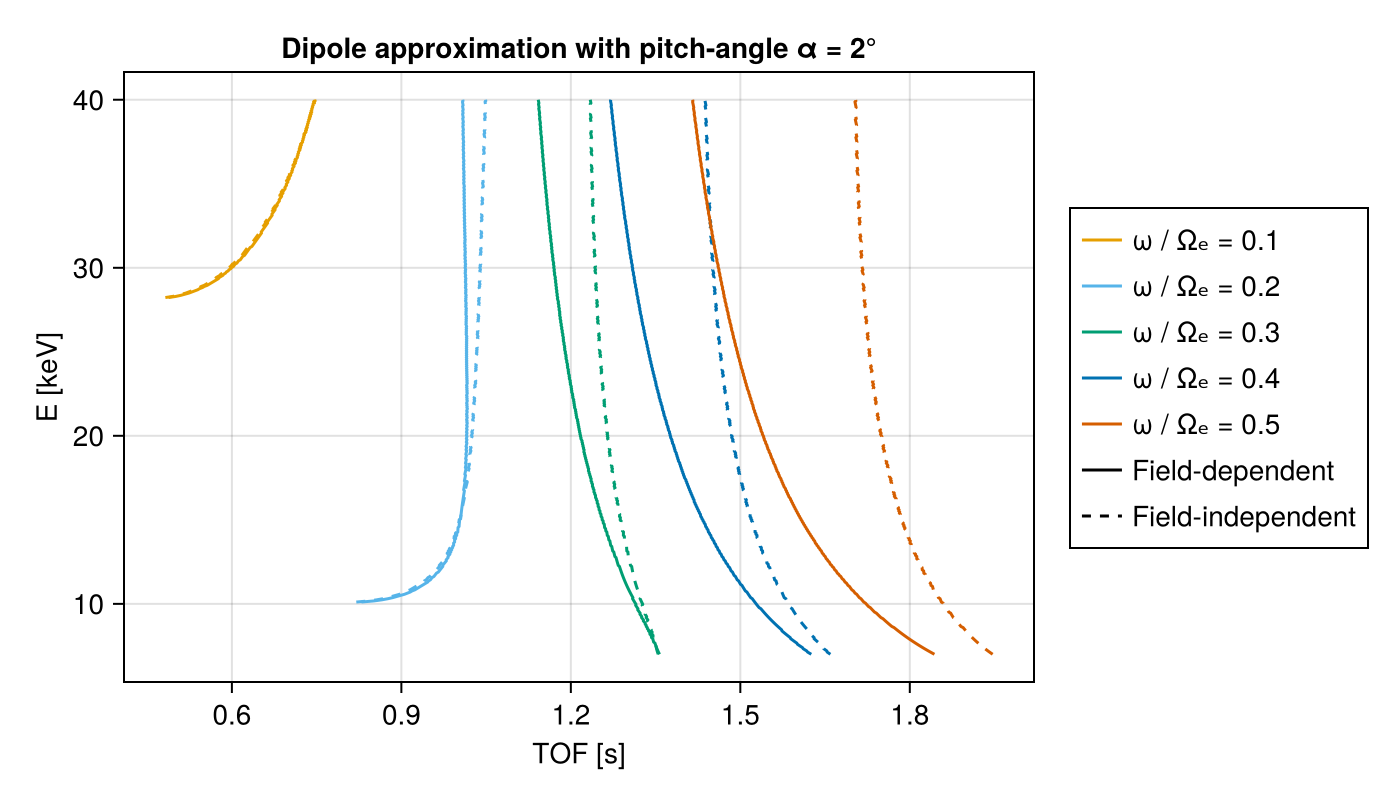 Dipole approximation with pitch-angle α = 2°
E [keV]
40
30
20
10
0.6 0.9 1.2 1.5 1.8
TOF [s]
ω / Ωₑ = 0.1
ω / Ωₑ = 0.2
ω / Ωₑ = 0.3
ω / Ωₑ = 0.4
ω / Ωₑ = 0.5
Field-dependent
Field-independent